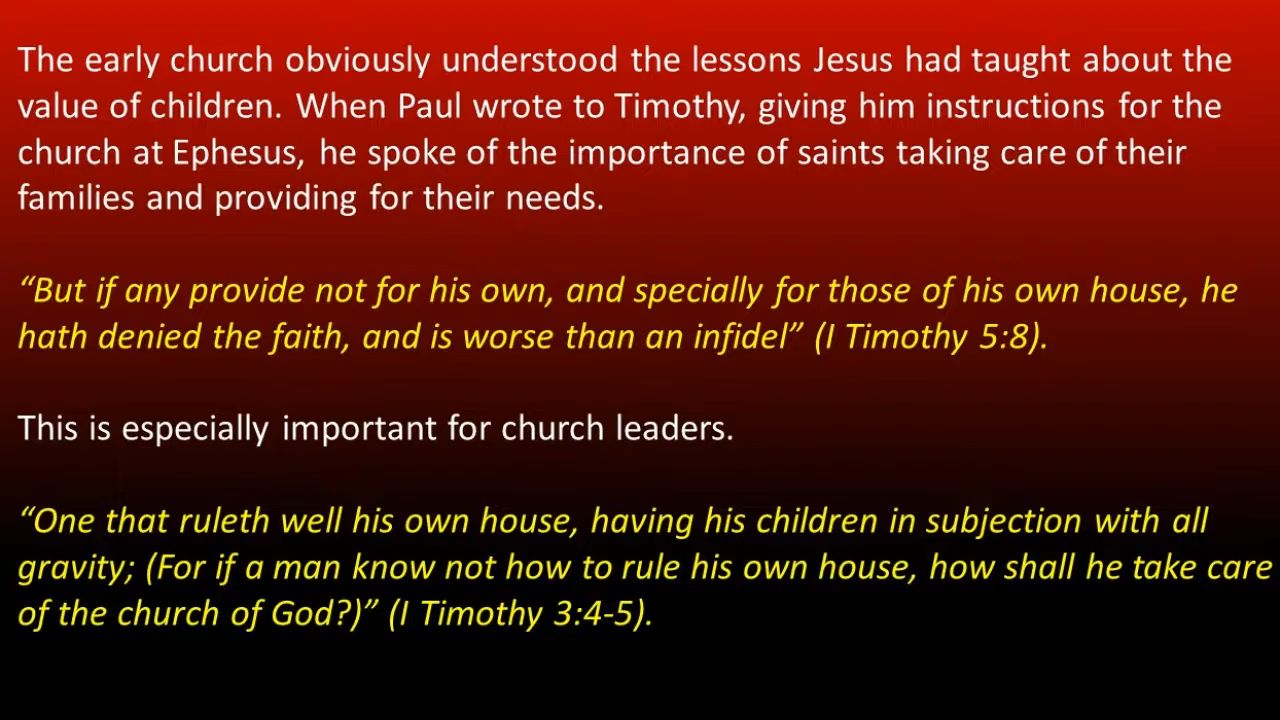 The early church obviously understood the lessons Jesus had taught about the
value of children. When Paul wrote to Timothy, giving him instructions for the
church at Ephesus, he spoke of the importance of saints taking care of their
families and providing for their needs.
“But if any provide not for his own, and specially for those of his own house, he
hath denied the faith, and is worse than an infidel” (I Timothy 5:8).
This is especially important for church leaders.
“One that ruleth well his own house, having his children in subjection with all
gravity; (For if a man know not how to rule his own house, how shall he take care
of the church of God?)” (I Timothy 3:4-5).